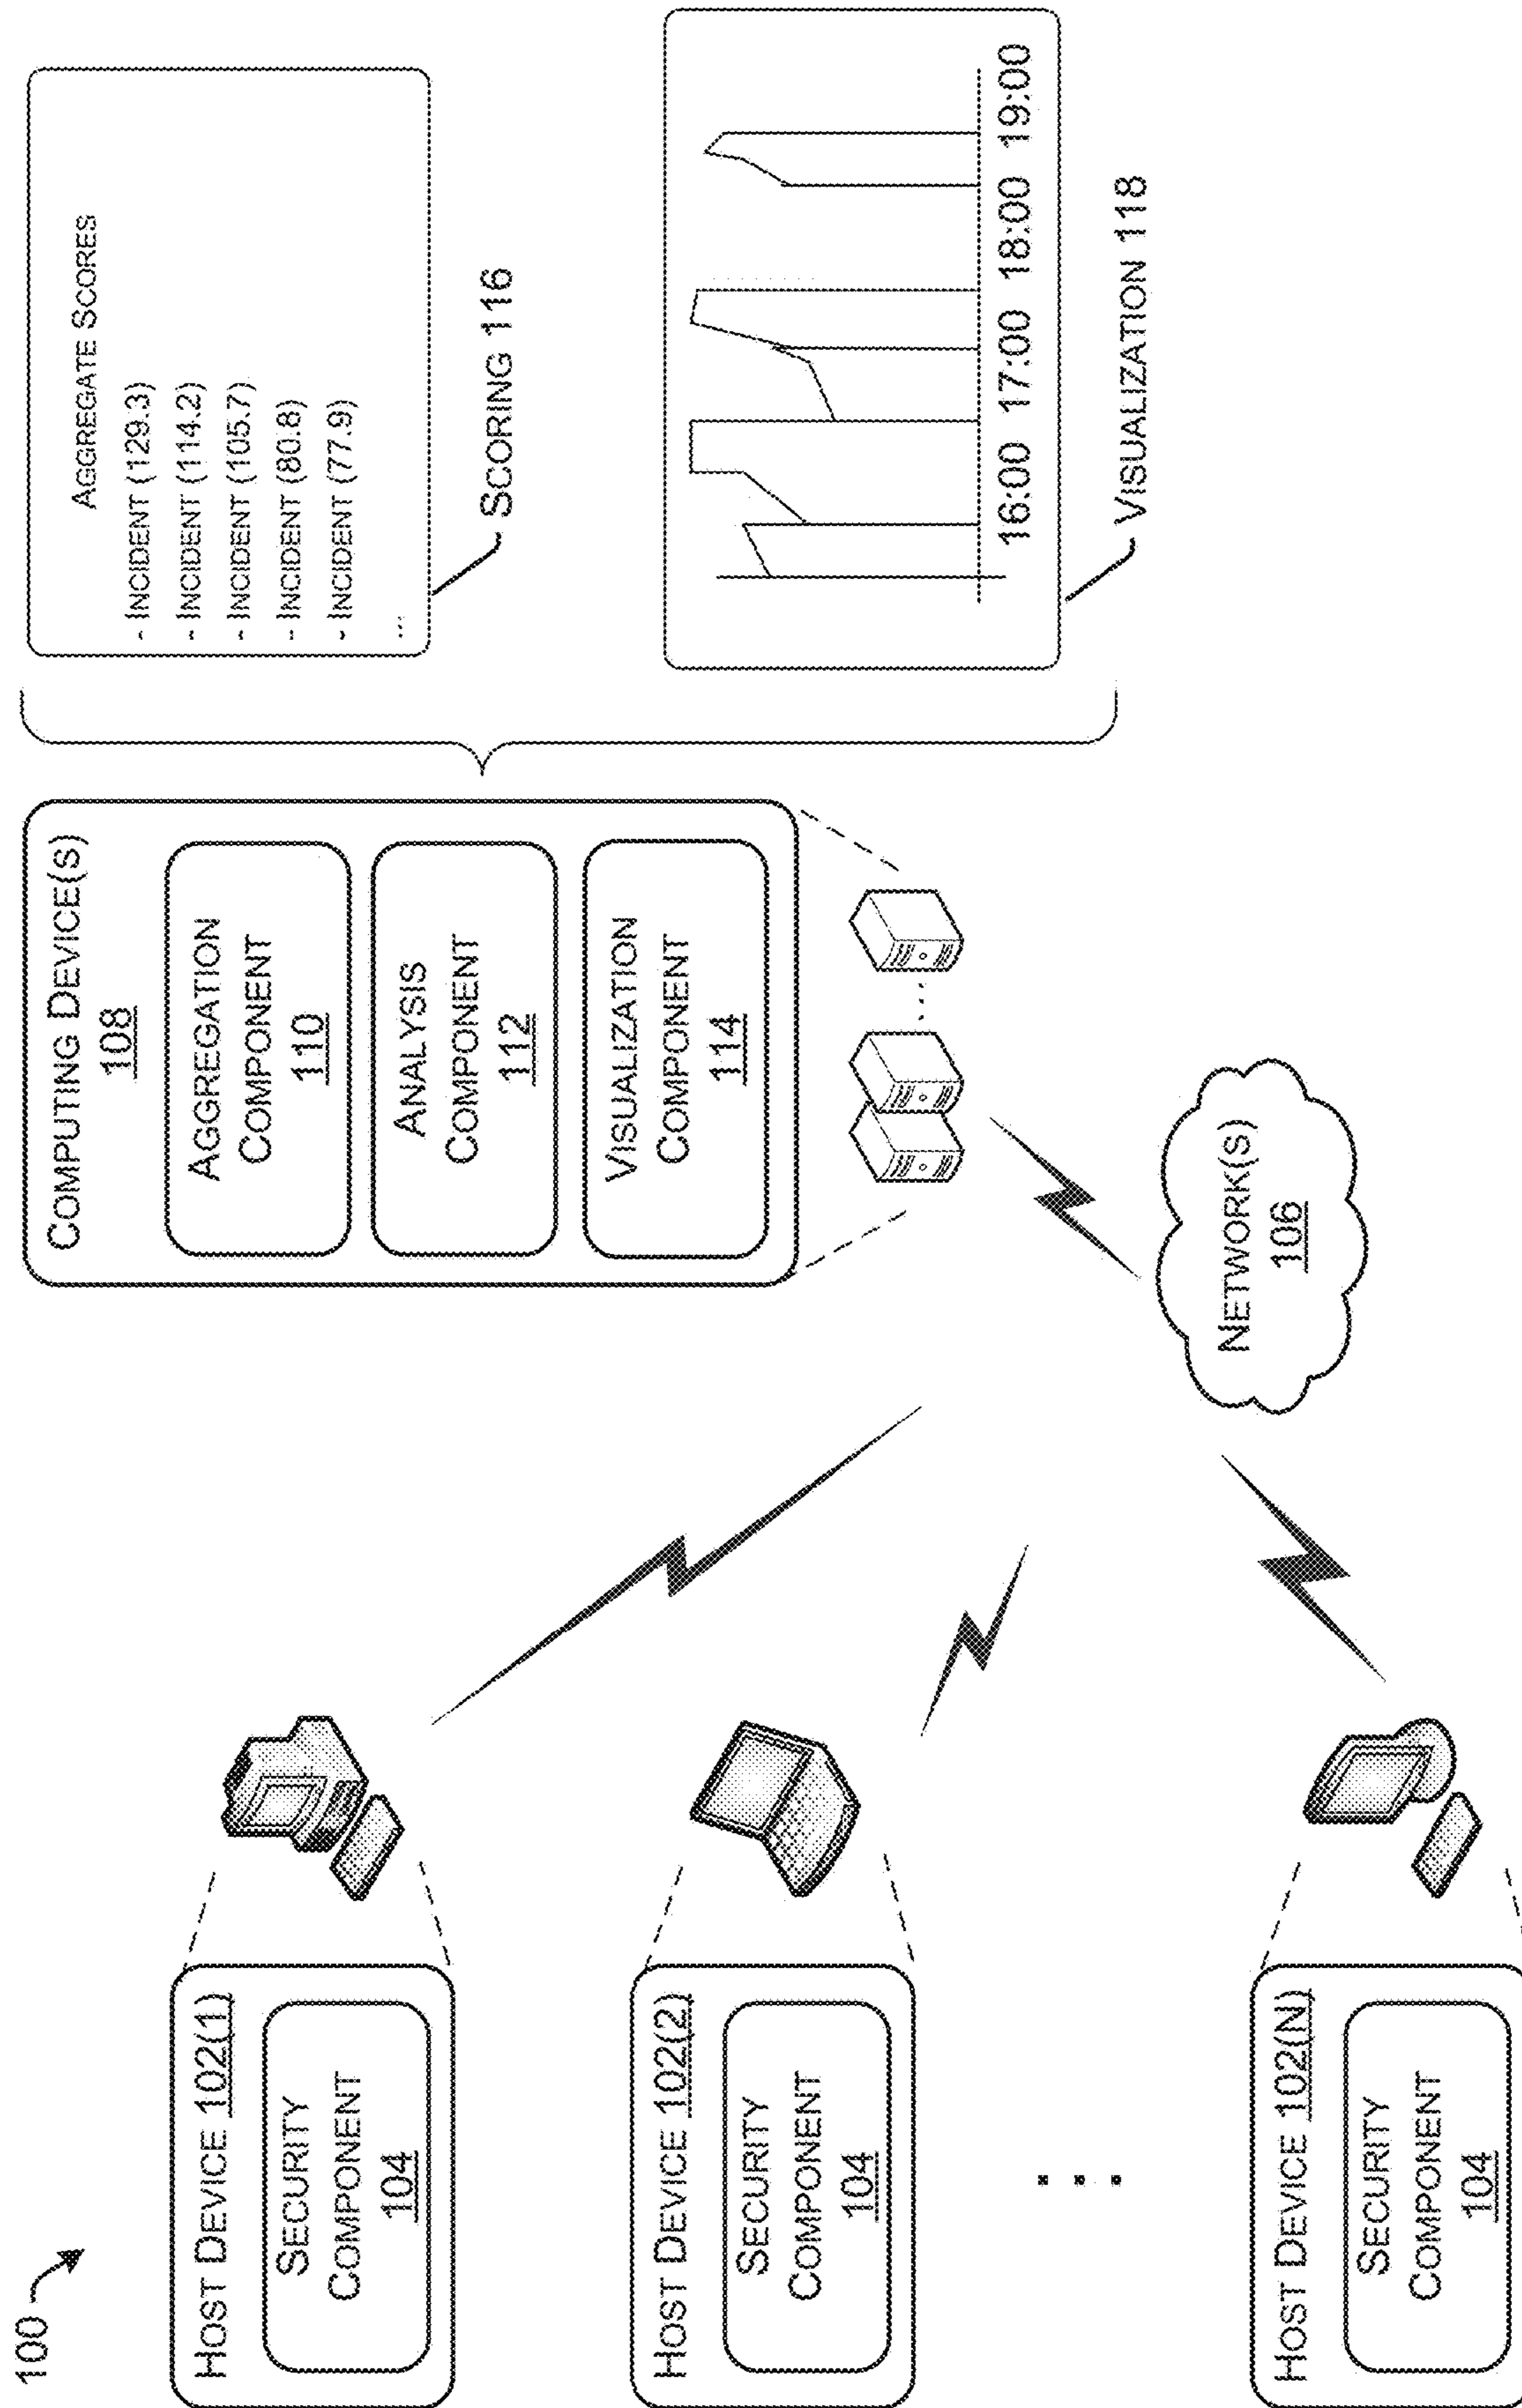 100
HOST DEVICE 102(1)
SECURITY
COMPONENT
104
HOST DEVICE 102(2)
SECURITY
COMPONENT
104
...
HOST DEVICE 102(N)
SECURITY
COMPONENT
104
NETWORK(S)
106
COMPUTING DEVICE(S)
108
AGGREGATION
COMPONENT
110
ANALYSIS
COMPONENT
112
VISUALIZATION
COMPONENT
114
AGGREGATE SCORES
- INCIDENT (129.3)
- INCIDENT (114.2)
- INCIDENT (105.7)
- INCIDENT (80.8)
- INCIDENT (77.9)
...
SCORING 116
16:00 17:00 18:00 19:00
VISUALIZATION 118